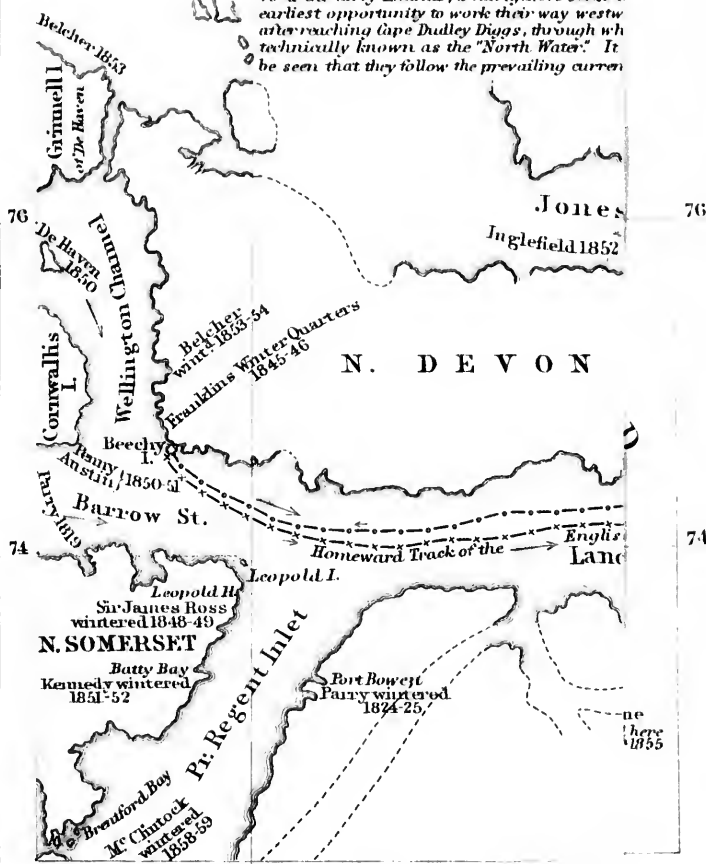 earliest opportunity to work their way westw
after reaching Cape Dudley Diggs, through wh
technically known as the "North Water." It
be seen that they follow the prevailing curren
Belcher 1853
Grinnell I.
of De Haven
76
Jones
76
Inglefield 1852
De Haven
1850
Wellington Channel
Belcher
wint.d 1853-54
Franklins Winter Quarters
1845-46
N. DEVON
Cornwallis
I.
Beechy
I.
Penny
Austin
1850-51
Parry 1819
Barrow St.
74
Homeward Track of the
Englis
74
Lanc
Leopold I.
Leopold H.
Sir James Ross
wintered 1848-49
N. SOMERSET
Batty Bay
Kennedy wintered
1851-52
Pr. Regent Inlet
Port Bowen
Parry wintered
1824-25
ne
here
1855
Brentford Bay
Mc Clintock
wintered
1858-59